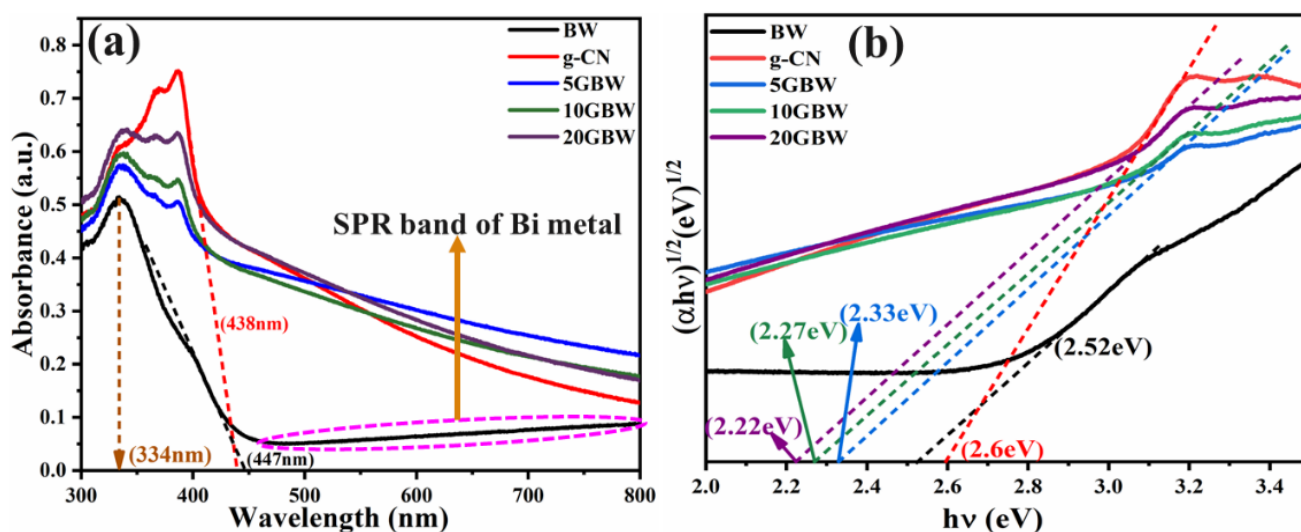 (a)
BW
g-CN
5GBW
10GBW
20GBW
SPR band of Bi metal
(438nm)
(334nm)
(447nm)
0.8
0.7
0.6
0.5
0.4
0.3
0.2
0.1
0.0
Absorbance (a.u.)
300 400 500 600 700 800
Wavelength (nm)
(b)
BW
g-CN
5GBW
10GBW
20GBW
(2.27eV)
(2.33eV)
(2.52eV)
(2.22eV)
(2.6eV)
(αhν)1/2(eV)1/2
2.0 2.2 2.4 2.6 2.8 3.0 3.2 3.4
hν (eV)